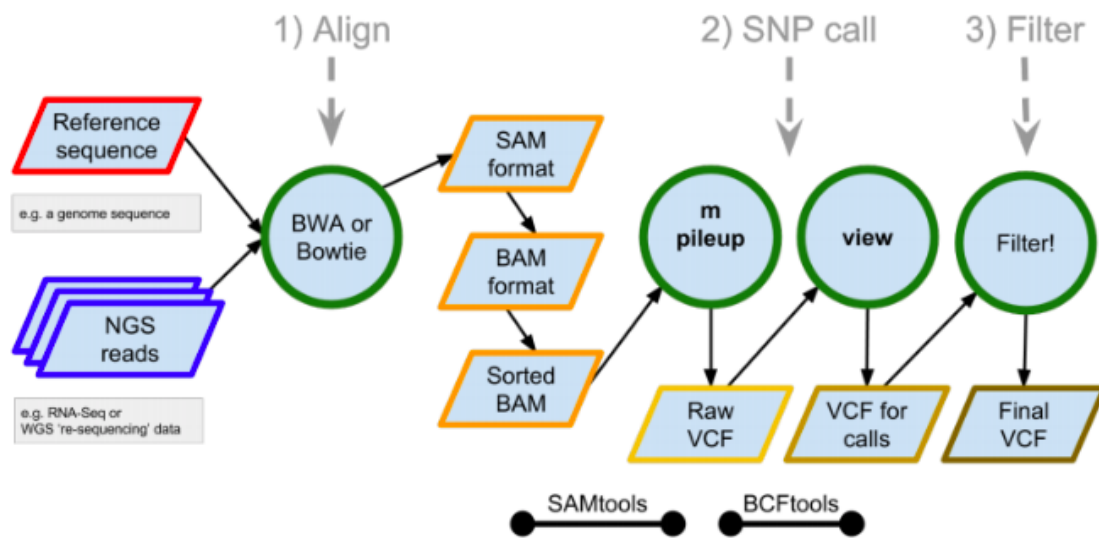 1) Align
2) SNP call
3) Filter
Reference
sequence
e.g. a genome sequence
NGS
reads
e.g. RNA-Seq or
WGS 're-sequencing' data
BWA or
Bowtie
SAM
format
BAM
format
Sorted
BAM
m
pileup
view
Filter!
Raw
VCF
VCF for
calls
Final
VCF
SAMtools
BCFtools